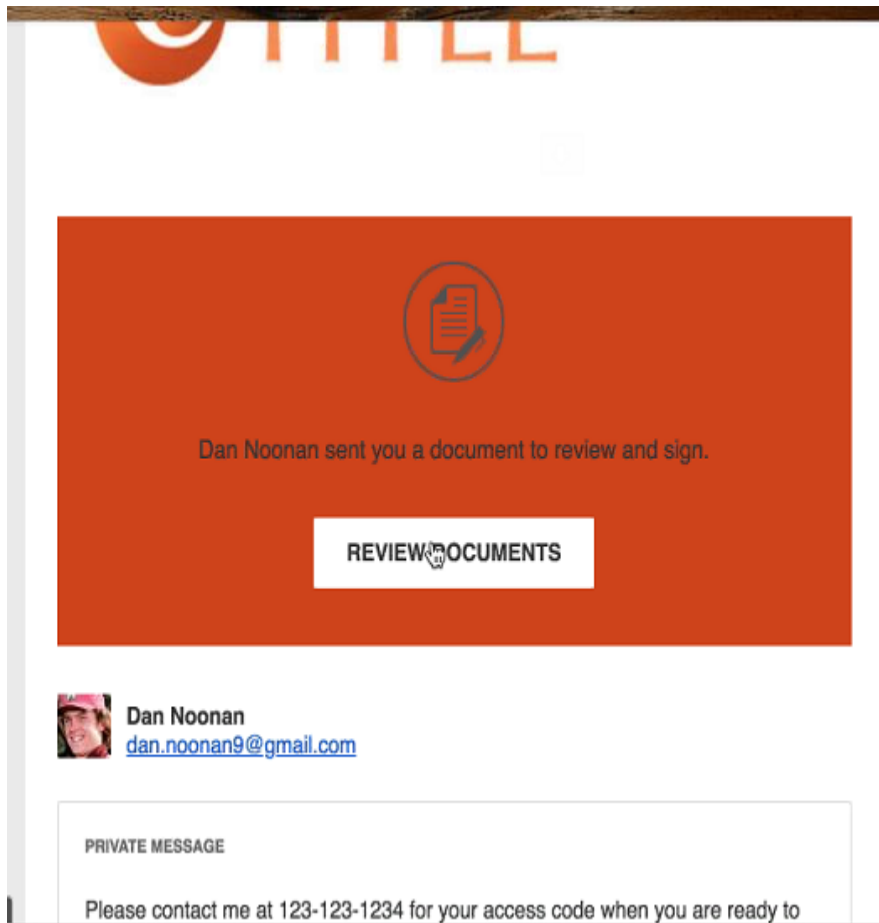 Dan Noonan sent you a document to review and sign.
REVIEW DOCUMENTS
Dan Noonan
dan.noonan9@gmail.com
PRIVATE MESSAGE
Please contact me at 123-123-1234 for your access code when you are ready to